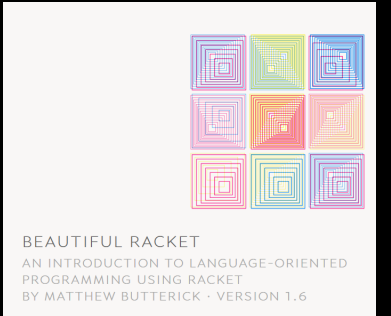 BEAUTIFUL RACKET
AN INTRODUCTION TO LANGUAGE-ORIENTED
PROGRAMMING USING RACKET
BY MATTHEW BUTTERICK · VERSION 1.6